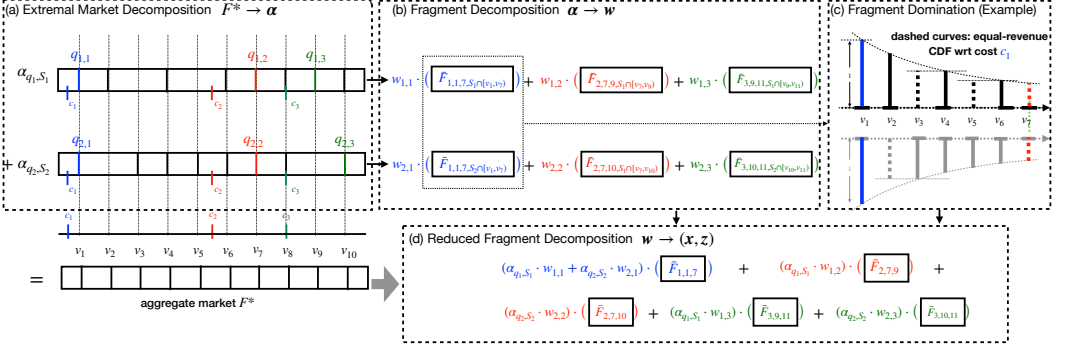 (a) Extremal Market Decomposition F* → α
q₁,₁ q₁,₂ q₁,₃
α_{q₁,S₁}
c₁ c₂ c₃
q₂,₁ q₂,₂ q₂,₃
+ α_{q₂,S₂}
c₁ c₂ c₃
c₁ c₂ c₃
v₁ v₂ v₃ v₄ v₅ v₆ v₇ v₈ v₉ v₁₀
=
aggregate market F*
(b) Fragment Decomposition α → w
w₁,₁ · ( F̄_{1,1,7,S₁∩[v₁,v₇)} ) + w₁,₂ · ( F̄_{2,7,9,S₁∩[v₇,v₉)} ) + w₁,₃ · ( F̄_{3,9,11,S₁∩[v₉,v₁₁)} )
w₂,₁ · ( F̄_{1,1,7,S₂∩[v₁,v₇)} ) + w₂,₂ · ( F̄_{2,7,10,S₂∩[v₇,v₁₀)} ) + w₂,₃ · ( F̄_{3,10,11,S₂∩[v₁₀,v₁₁)} )
(c) Fragment Domination (Example)
dashed curves: equal-revenue
CDF wrt cost c₁
v₁ v₂ v₃ v₄ v₅ v₆ v₇
(d) Reduced Fragment Decomposition w → (x, z)
(α_{q₁,S₁} · w₁,₁ + α_{q₂,S₂} · w₂,₁) · ( F̄_{1,1,7} ) + (α_{q₁,S₁} · w₁,₂) · ( F̄_{2,7,9} ) +
(α_{q₂,S₂} · w₂,₂) · ( F̄_{2,7,10} ) + (α_{q₁,S₁} · w₁,₃) · ( F̄_{3,9,11} ) + (α_{q₂,S₂} · w₂,₃) · ( F̄_{3,10,11} )